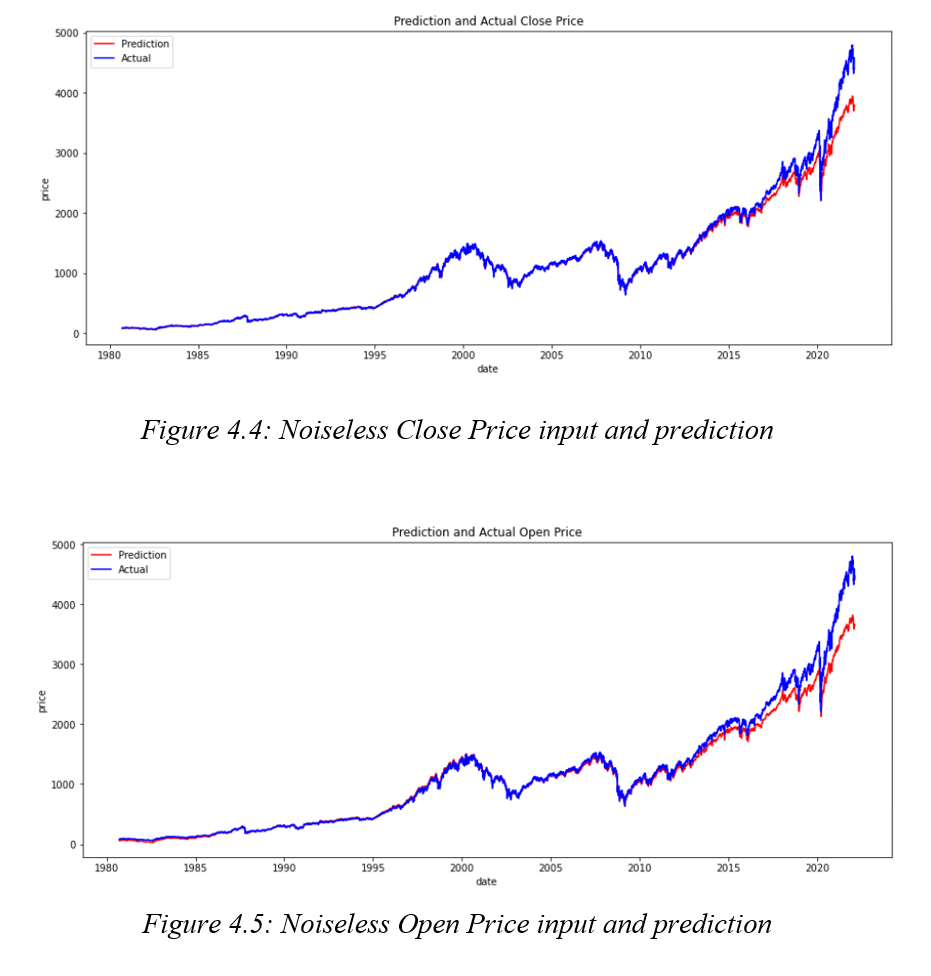 Prediction and Actual Close Price
5000
Prediction
Actual
4000
3000
price
2000
1000
0
1980 1985 1990 1995 2000 2005 2010 2015 2020
date
Figure 4.4: Noiseless Close Price input and prediction
Prediction and Actual Open Price
5000
Prediction
Actual
4000
3000
price
2000
1000
0
1980 1985 1990 1995 2000 2005 2010 2015 2020
date
Figure 4.5: Noiseless Open Price input and prediction